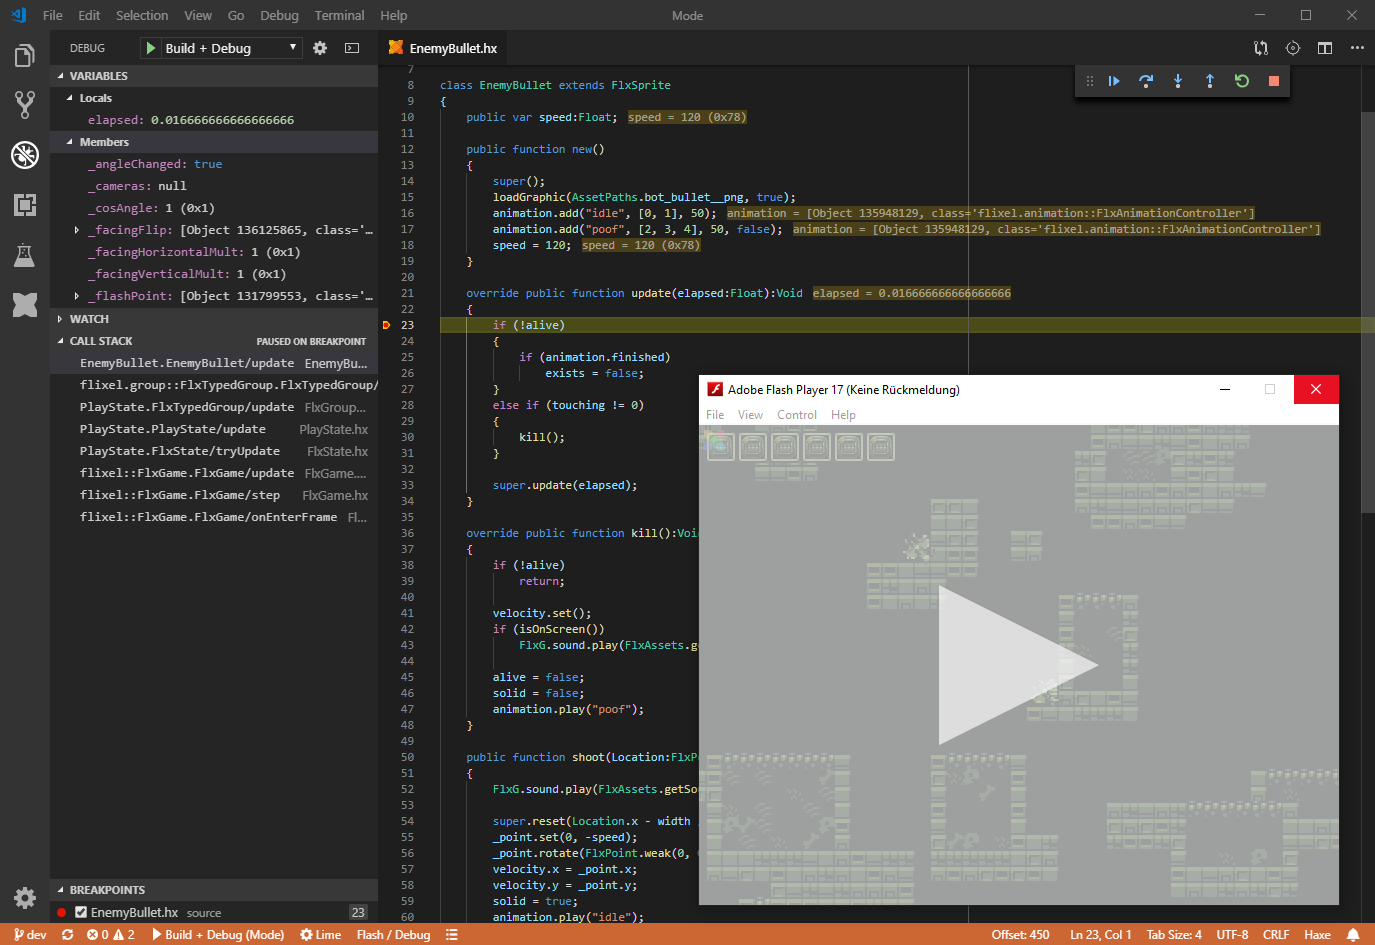 File Edit Selection View Go Debug Terminal Help
Mode
DEBUG
Build + Debug
EnemyBullet.hx
VARIABLES
Locals
elapsed: 0.016666666666666666
Members
_angleChanged: true
_cameras: null
_cosAngle: 1 (0x1)
_facingFlip: [Object 136125865, class='…
_facingHorizontalMult: 1 (0x1)
_facingVerticalMult: 1 (0x1)
_flashPoint: [Object 131799553, class='…
WATCH
CALL STACK PAUSED ON BREAKPOINT
EnemyBullet.EnemyBullet/update EnemyBu...
flixel.group::FlxTypedGroup.FlxTypedGroup/
PlayState.FlxTypedGroup/update FlxGroup...
PlayState.PlayState/update PlayState.hx
PlayState.FlxState/tryUpdate FlxState.hx
flixel::FlxGame.FlxGame/update FlxGame....
flixel::FlxGame.FlxGame/step FlxGame.hx
flixel::FlxGame.FlxGame/onEnterFrame Fl...
BREAKPOINTS
EnemyBullet.hx source 23
7
8 class EnemyBullet extends FlxSprite
9 {
10 public var speed:Float; speed = 120 (0x78)
11
12 public function new()
13 {
14 super();
15 loadGraphic(AssetPaths.bot_bullet__png, true);
16 animation.add("idle", [0, 1], 50); animation = [Object 135948129, class='flixel.animation::FlxAnimationController']
17 animation.add("poof", [2, 3, 4], 50, false); animation = [Object 135948129, class='flixel.animation::FlxAnimationController']
18 speed = 120; speed = 120 (0x78)
19 }
20
21 override public function update(elapsed:Float):Void elapsed = 0.016666666666666666
22 {
23 if (!alive)
24 {
25 if (animation.finished)
26 exists = false;
27 }
28 else if (touching != 0)
29 {
30 kill();
31 }
32
33 super.update(elapsed);
34 }
35
36 override public function kill():Voi
37 {
38 if (!alive)
39 return;
40
41 velocity.set();
42 if (isOnScreen())
43 FlxG.sound.play(FlxAssets.ge
44
45 alive = false;
46 solid = false;
47 animation.play("poof");
48 }
49
50 public function shoot(Location:FlxP
51 {
52 FlxG.sound.play(FlxAssets.getSo
53
54 super.reset(Location.x - width
55 _point.set(0, -speed);
56 _point.rotate(FlxPoint.weak(0,
57 velocity.x = _point.x;
58 velocity.y = _point.y;
59 solid = true;
60 animation.play("idle");
Adobe Flash Player 17 (Keine Rückmeldung)
File View Control Help
dev 0 2 Build + Debug (Mode) Lime Flash / Debug Offset: 450 Ln 23, Col 1 Tab Size: 4 UTF-8 CRLF Haxe